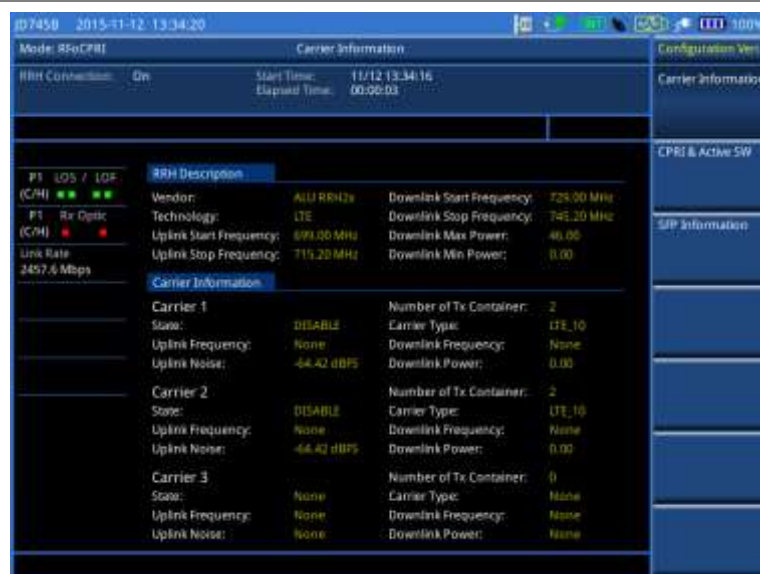 JD745B 2015-11-12 13:34:20
INT
100%
Mode: RFoCPRI Carrier Information
RRH Connection: On Start Time: 11/12 13:34:16
Elapsed Time: 00:00:03
P1 LOS / LOF
(C/H)
P1 Rx Optic
(C/H)
Link Rate
2457.6 Mbps
RRH Description
Vendor: ALU RRH2x Downlink Start Frequency: 729.00 MHz
Technology: LTE Downlink Stop Frequency: 745.20 MHz
Uplink Start Frequency: 699.00 MHz Downlink Max Power: 46.00
Uplink Stop Frequency: 715.20 MHz Downlink Min Power: 0.00
Carrier Information
Carrier 1 Number of Tx Container: 2
State: DISABLE Carrier Type: LTE_10
Uplink Frequency: None Downlink Frequency: None
Uplink Noise: -64.42 dBFS Downlink Power: 0.00
Carrier 2 Number of Tx Container: 2
State: DISABLE Carrier Type: LTE_10
Uplink Frequency: None Downlink Frequency: None
Uplink Noise: -64.42 dBFS Downlink Power: 0.00
Carrier 3 Number of Tx Container: 0
State: None Carrier Type: None
Uplink Frequency: None Downlink Frequency: None
Uplink Noise: None Downlink Power: None
Configuration Veri
Carrier Informatio
CPRI & Active SW
SFP Information